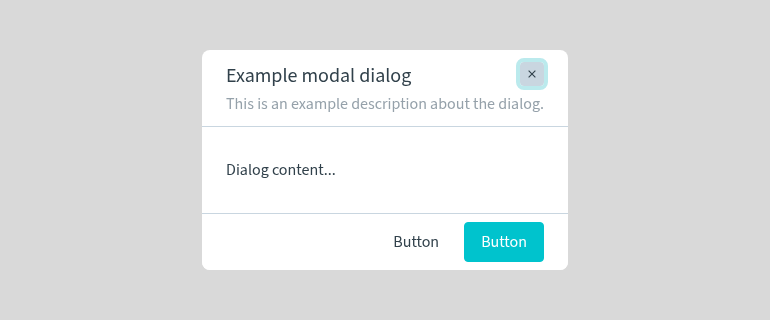 Example modal dialog
×
This is an example description about the dialog.
Dialog content...
Button
Button